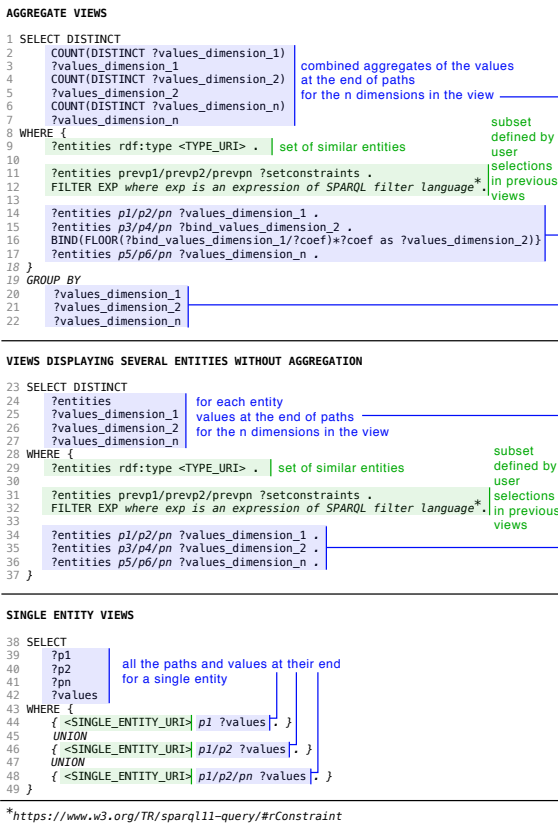 AGGREGATE VIEWS
1 SELECT DISTINCT
2 COUNT(DISTINCT ?values_dimension_1)
3 ?values_dimension_1 combined aggregates of the values
4 COUNT(DISTINCT ?values_dimension_2) at the end of paths
5 ?values_dimension_2 for the n dimensions in the view
6 COUNT(DISTINCT ?values_dimension_n)
7 ?values_dimension_n
8 WHERE {
9 ?entities rdf:type <TYPE_URI> . set of similar entities
10
11 ?entities prevp1/prevp2/prevpn ?setconstraints .
12 FILTER EXP where exp is an expression of SPARQL filter language*.
subset
defined by
user
selections
in previous
views
13
14 ?entities p1/p2/pn ?values_dimension_1 .
15 ?entities p3/p4/pn ?bind_values_dimension_2 .
16 BIND(FLOOR(?bind_values_dimension_1/?coef)*?coef as ?values_dimension_2)}
17 ?entities p5/p6/pn ?values_dimension_n .
18 }
19 GROUP BY
20 ?values_dimension_1
21 ?values_dimension_2
22 ?values_dimension_n
VIEWS DISPLAYING SEVERAL ENTITIES WITHOUT AGGREGATION
23 SELECT DISTINCT
24 ?entities for each entity
25 ?values_dimension_1 values at the end of paths
26 ?values_dimension_2 for the n dimensions in the view
27 ?values_dimension_n
28 WHERE {
29 ?entities rdf:type <TYPE_URI> . set of similar entities
30
31 ?entities prevp1/prevp2/prevpn ?setconstraints .
32 FILTER EXP where exp is an expression of SPARQL filter language*.
subset
defined by
user
selections
in previous
views
33
34 ?entities p1/p2/pn ?values_dimension_1 .
35 ?entities p3/p4/pn ?values_dimension_2 .
36 ?entities p5/p6/pn ?values_dimension_n .
37 }
SINGLE ENTITY VIEWS
38 SELECT
39 ?p1
40 ?p2 all the paths and values at their end
41 ?pn for a single entity
42 ?values
43 WHERE {
44 { <SINGLE_ENTITY_URI> p1 ?values . }
45 UNION
46 { <SINGLE_ENTITY_URI> p1/p2 ?values . }
47 UNION
48 { <SINGLE_ENTITY_URI> p1/p2/pn ?values . }
49 }
*https://www.w3.org/TR/sparql11-query/#rConstraint